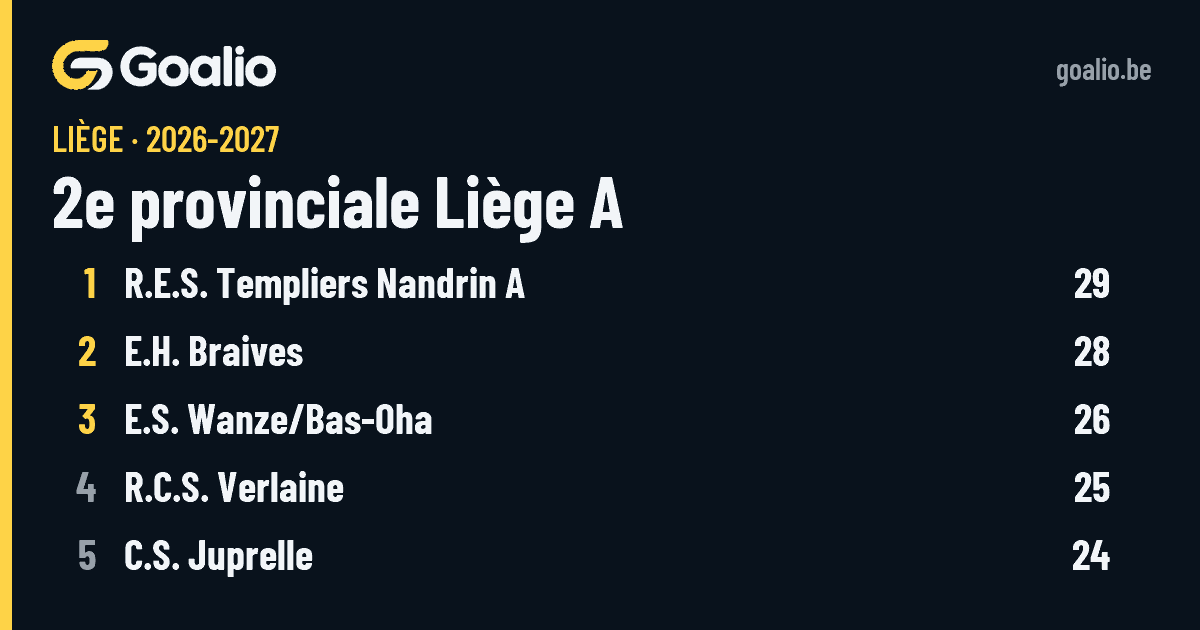 Goalio
goalio.be
LIÈGE · 2026-2027
2e provinciale Liège A
1 R.E.S. Templiers Nandrin A 29
2 E.H. Braives 28
3 E.S. Wanze/Bas-Oha 26
4 R.C.S. Verlaine 25
5 C.S. Juprelle 24